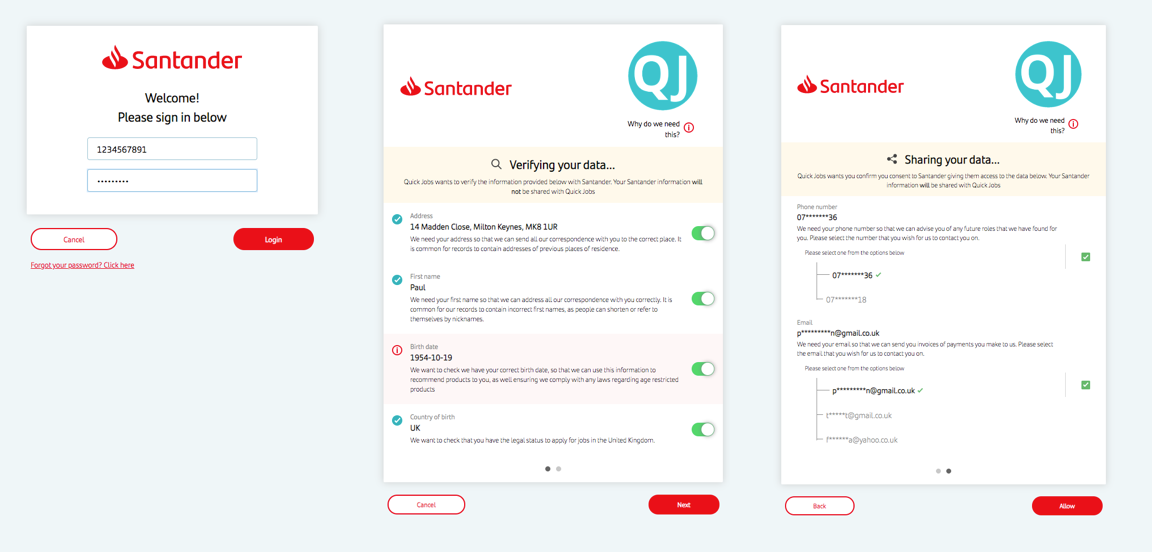 Santander
Welcome!
Please sign in below
1234567891
•••••••••
Cancel
Login
Forgot your password? Click here
Santander
QJ
Why do we need
this?
Verifying your data...
Quick Jobs wants to verify the information provided below with Santander. Your Santander information will
not be shared with Quick Jobs
Address
14 Madden Close, Milton Keynes, MK8 1UR
We need your address so that we can send all our correspondence with you to the correct place. It
is common for records to contain addresses of previous places of residence.
First name
Paul
We need your first name so that we can address all our correspondence with you correctly. It is
common for our records to contain incorrect first names, as people can shorten or refer to
themselves by nicknames.
Birth date
1954-10-19
We want to check we have your correct birth date, so that we can use this information to
recommend products to you, as well ensuring we comply with any laws regarding age restricted
products
Country of birth
UK
We want to check that you have the legal status to apply for jobs in the United Kingdom.
Cancel
Next
Santander
QJ
Why do we need
this?
Sharing your data...
Quick Jobs wants you confirm you consent to Santander giving them access to the data below. Your Santander
information will be shared with Quick Jobs
Phone number
07*******36
We need your phone number so that we can advise you of any future roles that we have found for
you. Please select the number that you wish for us to contact you on.
Please select one from the options below
07*******36
07*******18
Email
p*********n@gmail.co.uk
We need your email so that we can send you invoices of payments you make to us. Please select
the email that you wish for us to contact you on.
Please select one from the options below
p*********n@gmail.co.uk
t*****t@gmail.co.uk
f******a@yahoo.co.uk
Back
Allow